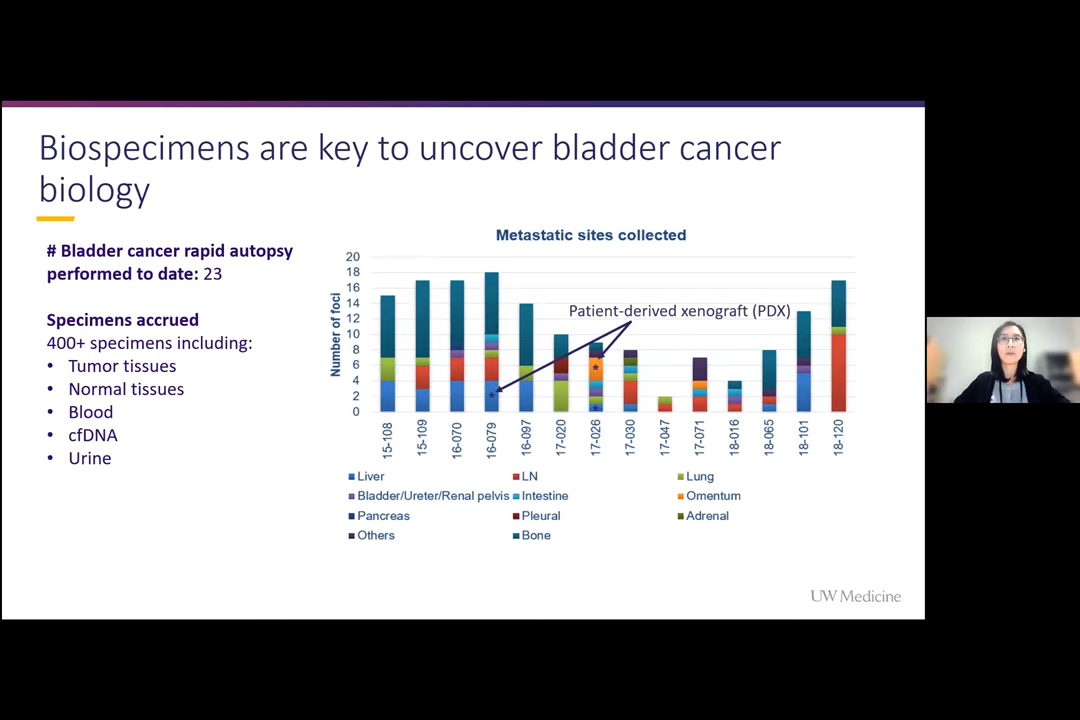 Biospecimens are key to uncover bladder cancer
biology
# Bladder cancer rapid autopsy
performed to date: 23
Specimens accrued
400+ specimens including:
• Tumor tissues
• Normal tissues
• Blood
• cfDNA
• Urine
Metastatic sites collected
Number of foci
20
18
16
14
12
10
8
6
4
2
0
Patient-derived xenograft (PDX)
*
*
*
15-108
15-109
16-070
16-079
16-097
17-020
17-026
17-030
17-047
17-071
18-016
18-065
18-101
18-120
Liver LN Lung
Bladder/Ureter/Renal pelvis Intestine Omentum
Pancreas Pleural Adrenal
Others Bone
UW Medicine